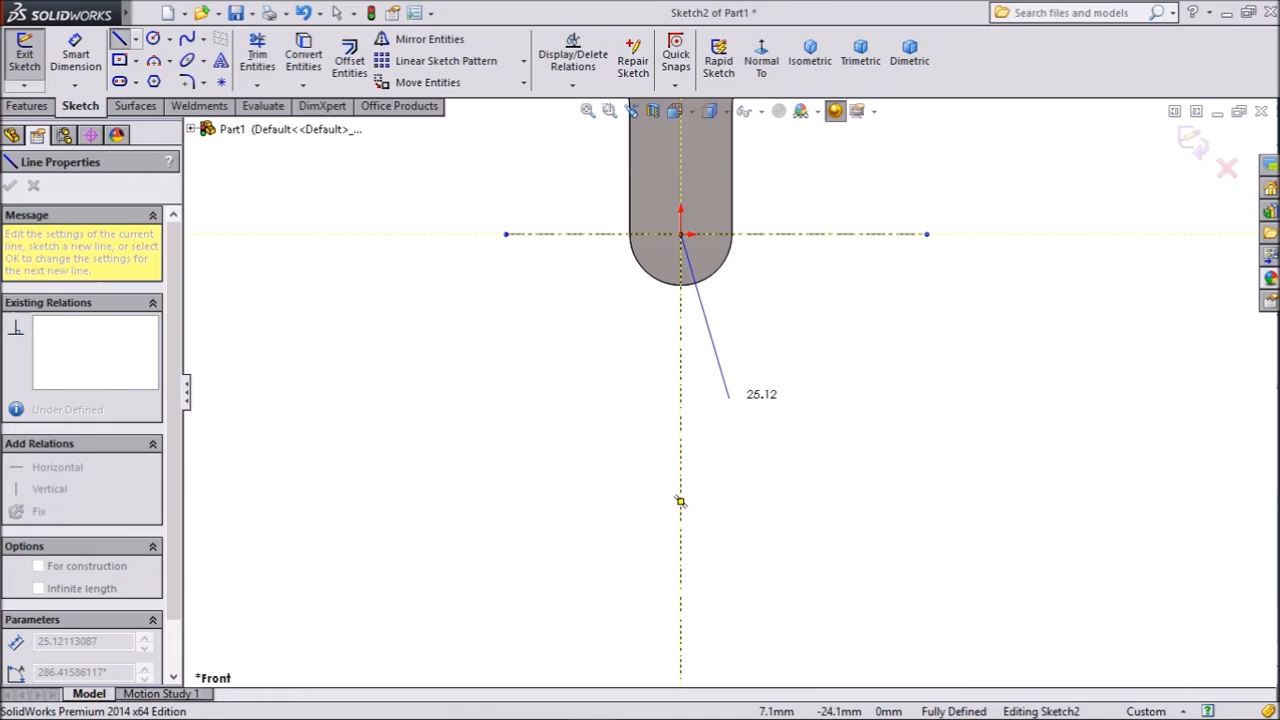 SOLIDWORKS
Sketch2 of Part1 *
Search files and models
Exit Sketch
Smart Dimension
Trim Entities
Convert Entities
Offset Entities
Mirror Entities
Linear Sketch Pattern
Move Entities
Display/Delete Relations
Repair Sketch
Quick Snaps
Rapid Sketch
Normal To
Isometric
Trimetric
Dimetric
Features
Sketch
Surfaces
Weldments
Evaluate
DimXpert
Office Products
Part1 (Default<<Default>_...
Line Properties
?
Message
Edit the settings of the current
line, sketch a new line, or select
OK to change the settings for
the next new line.
Existing Relations
Under Defined
Add Relations
Horizontal
Vertical
Fix
Options
For construction
Infinite length
Parameters
25.12113087
286.41586117°
25.12
*Front
Model
Motion Study 1
SolidWorks Premium 2014 x64 Edition
7.1mm
-24.1mm
0mm
Fully Defined
Editing Sketch2
Custom